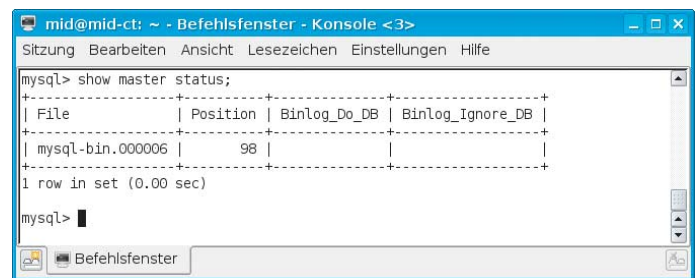 mid@mid-ct: ~ - Befehlsfenster - Konsole <3>
Sitzung Bearbeiten Ansicht Lesezeichen Einstellungen Hilfe
mysql> show master status;
+------------------+----------+--------------+------------------+
| File | Position | Binlog_Do_DB | Binlog_Ignore_DB |
+------------------+----------+--------------+------------------+
| mysql-bin.000006 | 98 | | |
+------------------+----------+--------------+------------------+
1 row in set (0.00 sec)
mysql>
Befehlsfenster